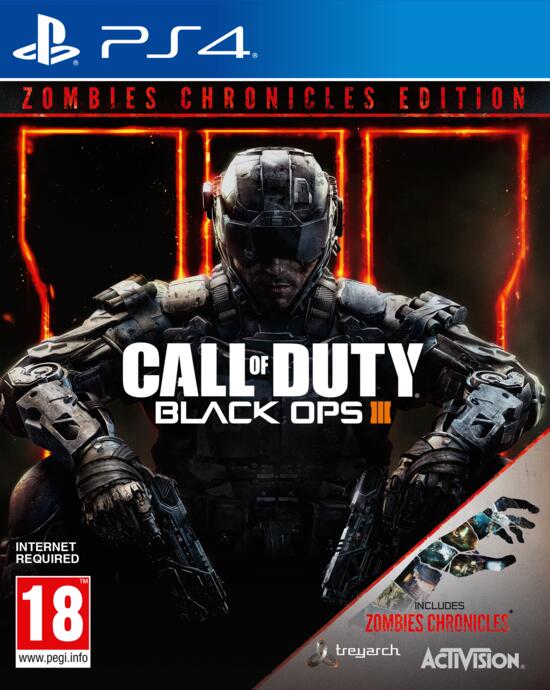 PS4
ZOMBIES CHRONICLES EDITION
CALL OF DUTY
BLACK OPS III
INTERNET
REQUIRED
18
www.pegi.info
INCLUDES
ZOMBIES CHRONICLES
treyarch
ACTIVISION